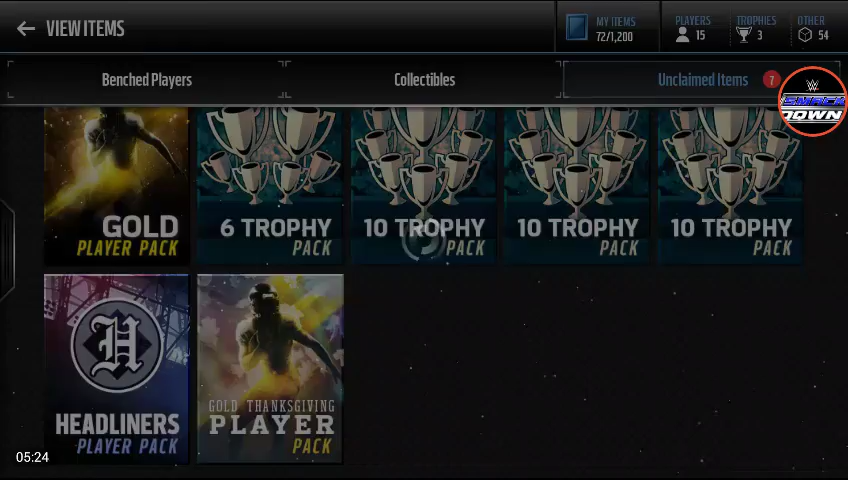 VIEW ITEMS
MY ITEMS
72/1,200
PLAYERS
15
TROPHIES
3
OTHER
54
Benched Players
Collectibles
Unclaimed Items
7
W
SMACK
DOWN
GOLD
PLAYER PACK
6 TROPHY
PACK
10 TROPHY
PACK
10 TROPHY
PACK
10 TROPHY
PACK
H
HEADLINERS
PLAYER PACK
GOLD THANKSGIVING
PLAYER
PACK
05:24